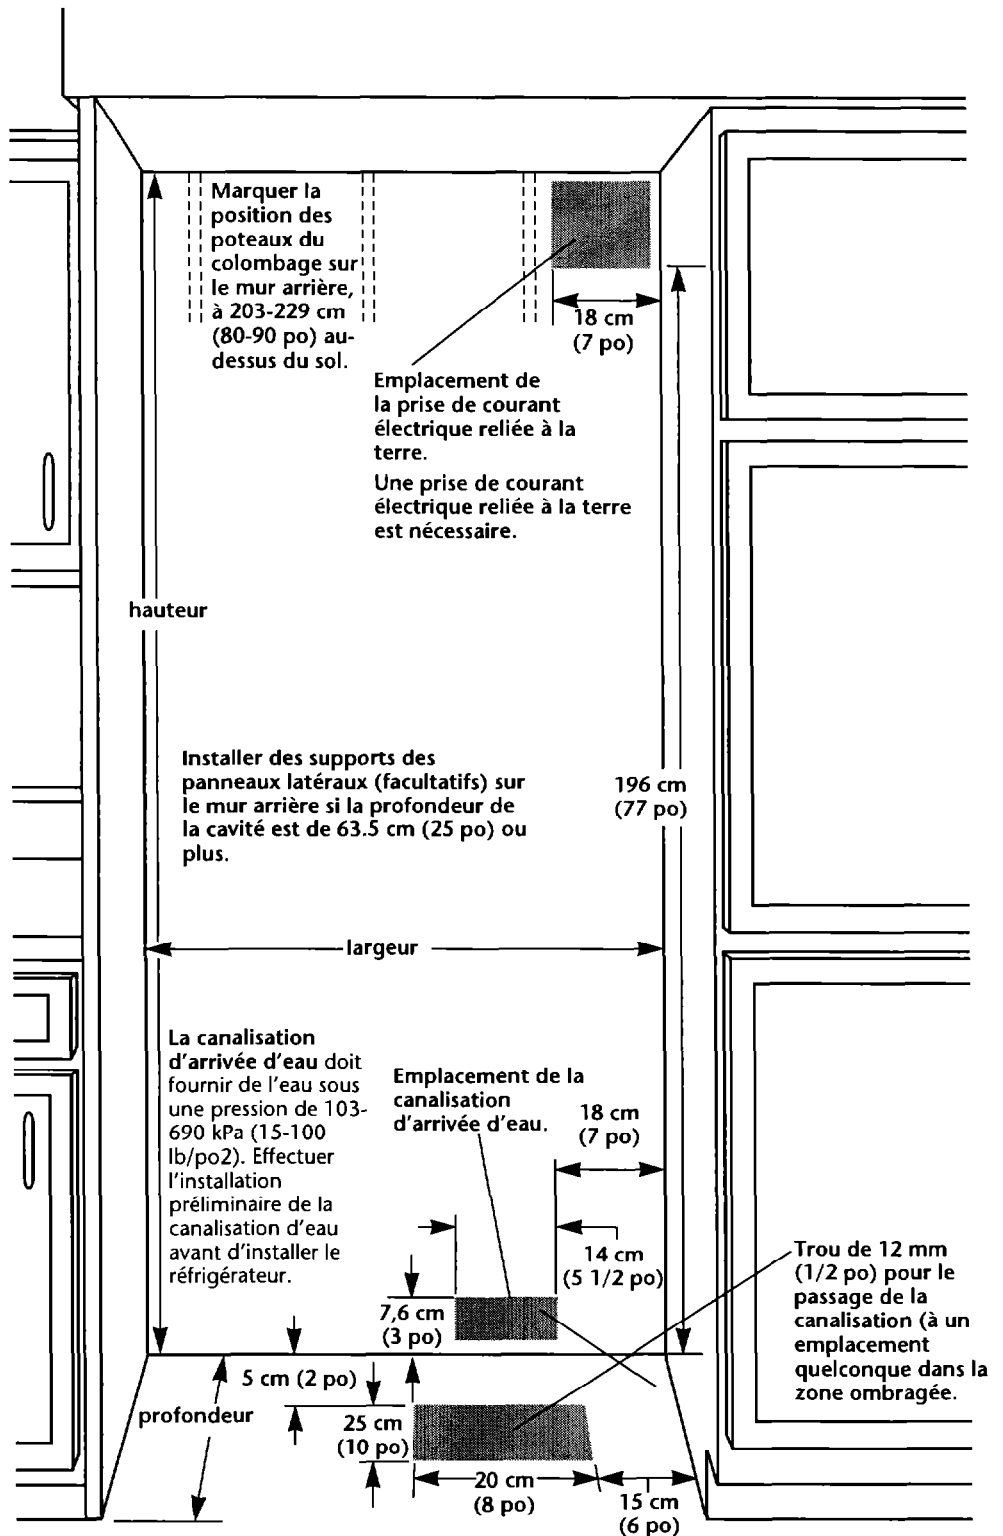 Marquer la
position des
poteaux du
colombage sur
le mur arrière,
à 203-229 cm
(80-90 po) au-
dessus du sol.
18 cm
(7 po)
Emplacement de
la prise de courant
électrique reliée à la
terre.
Une prise de courant
électrique reliée à la terre
est nécessaire.
hauteur
Installer des supports des
panneaux latéraux (facultatifs) sur
le mur arrière si la profondeur de
la cavité est de 63.5 cm (25 po) ou
plus.
196 cm
(77 po)
largeur
La canalisation
d'arrivée d'eau doit
fournir de l'eau sous
une pression de 103-
690 kPa (15-100
lb/po2). Effectuer
l'installation
préliminaire de la
canalisation d'eau
avant d'installer le
réfrigérateur.
Emplacement de la
canalisation
d'arrivée d'eau.
18 cm
(7 po)
14 cm
(5 1/2 po)
7,6 cm
(3 po)
Trou de 12 mm
(1/2 po) pour le
passage de la
canalisation (à un
emplacement
quelconque dans la
zone ombragée.
5 cm (2 po)
profondeur
25 cm
(10 po)
20 cm
(8 po)
15 cm
(6 po)